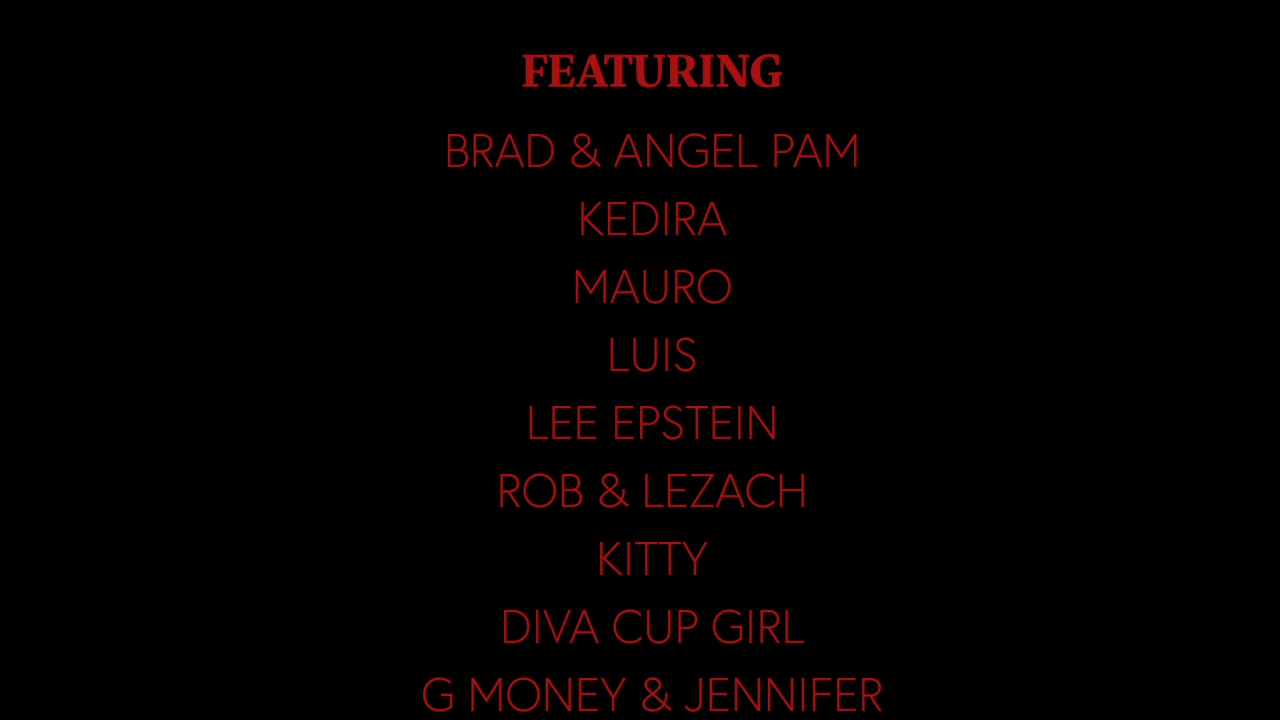 FEATURING
BRAD & ANGEL PAM
KEDIRA
MAURO
LUIS
LEE EPSTEIN
ROB & LEZACH
KITTY
DIVA CUP GIRL
G MONEY & JENNIFER